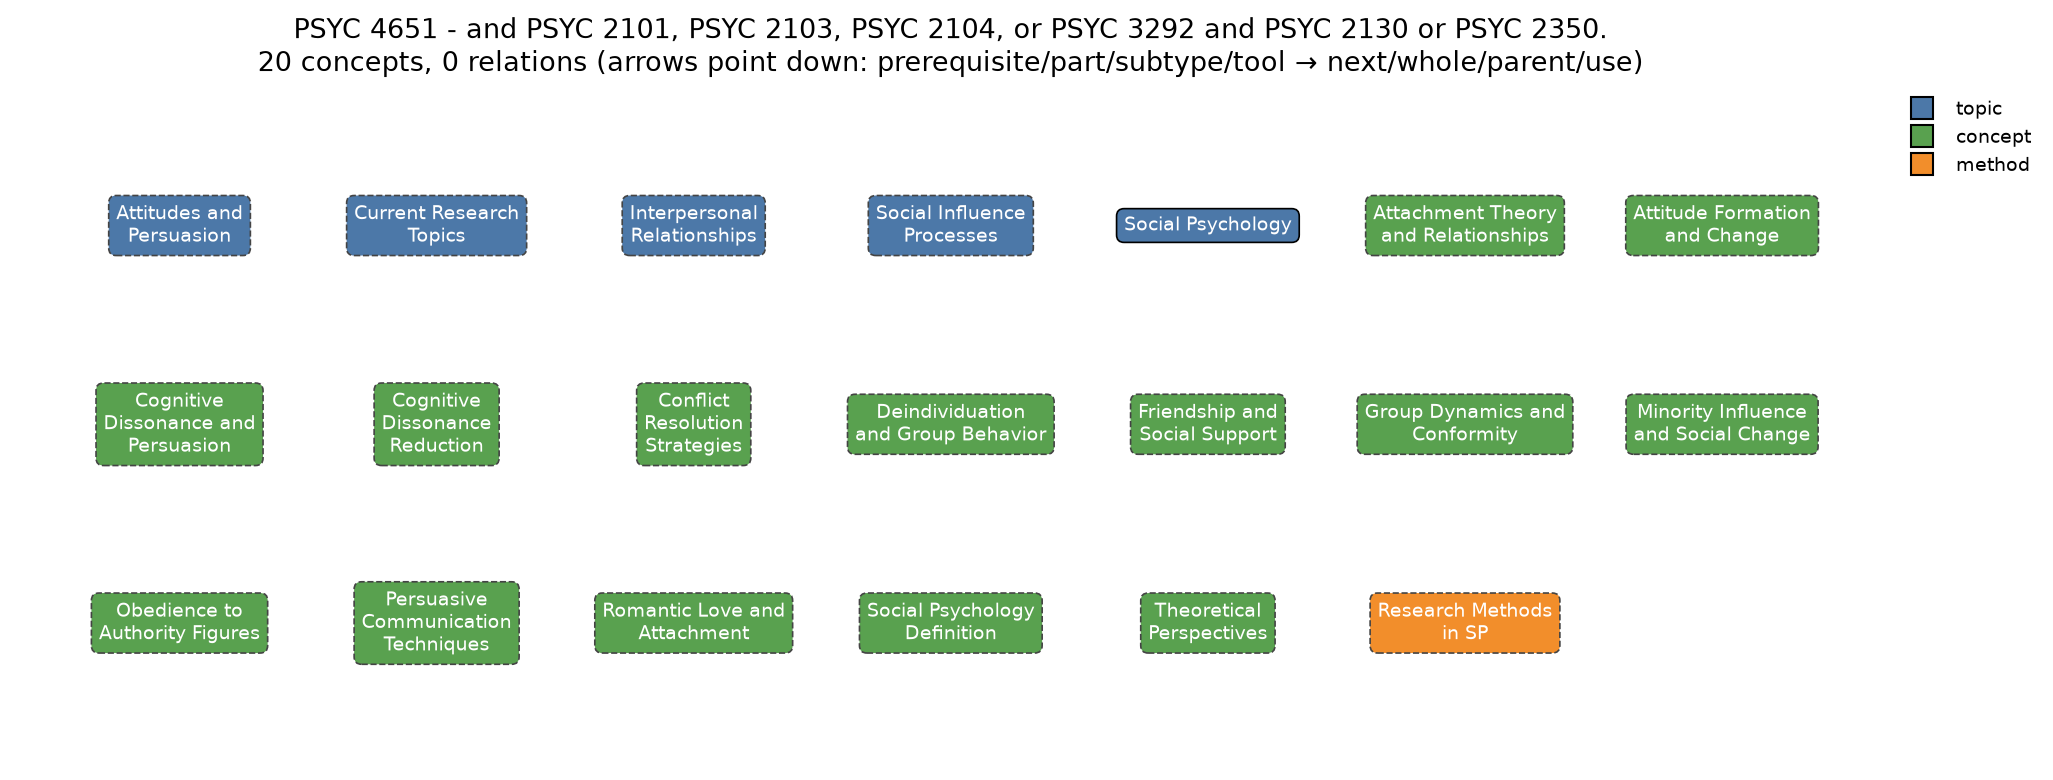 PSYC 4651 - and PSYC 2101, PSYC 2103, PSYC 2104, or PSYC 3292 and PSYC 2130 or PSYC 2350.
20 concepts, 0 relations (arrows point down: prerequisite/part/subtype/tool → next/whole/parent/use)
topic
concept
method
Attitudes and
Persuasion
Current Research
Topics
Interpersonal
Relationships
Social Influence
Processes
Social Psychology
Attachment Theory
and Relationships
Attitude Formation
and Change
Cognitive
Dissonance and
Persuasion
Cognitive
Dissonance
Reduction
Conflict
Resolution
Strategies
Deindividuation
and Group Behavior
Friendship and
Social Support
Group Dynamics and
Conformity
Minority Influence
and Social Change
Obedience to
Authority Figures
Persuasive
Communication
Techniques
Romantic Love and
Attachment
Social Psychology
Definition
Theoretical
Perspectives
Research Methods
in SP